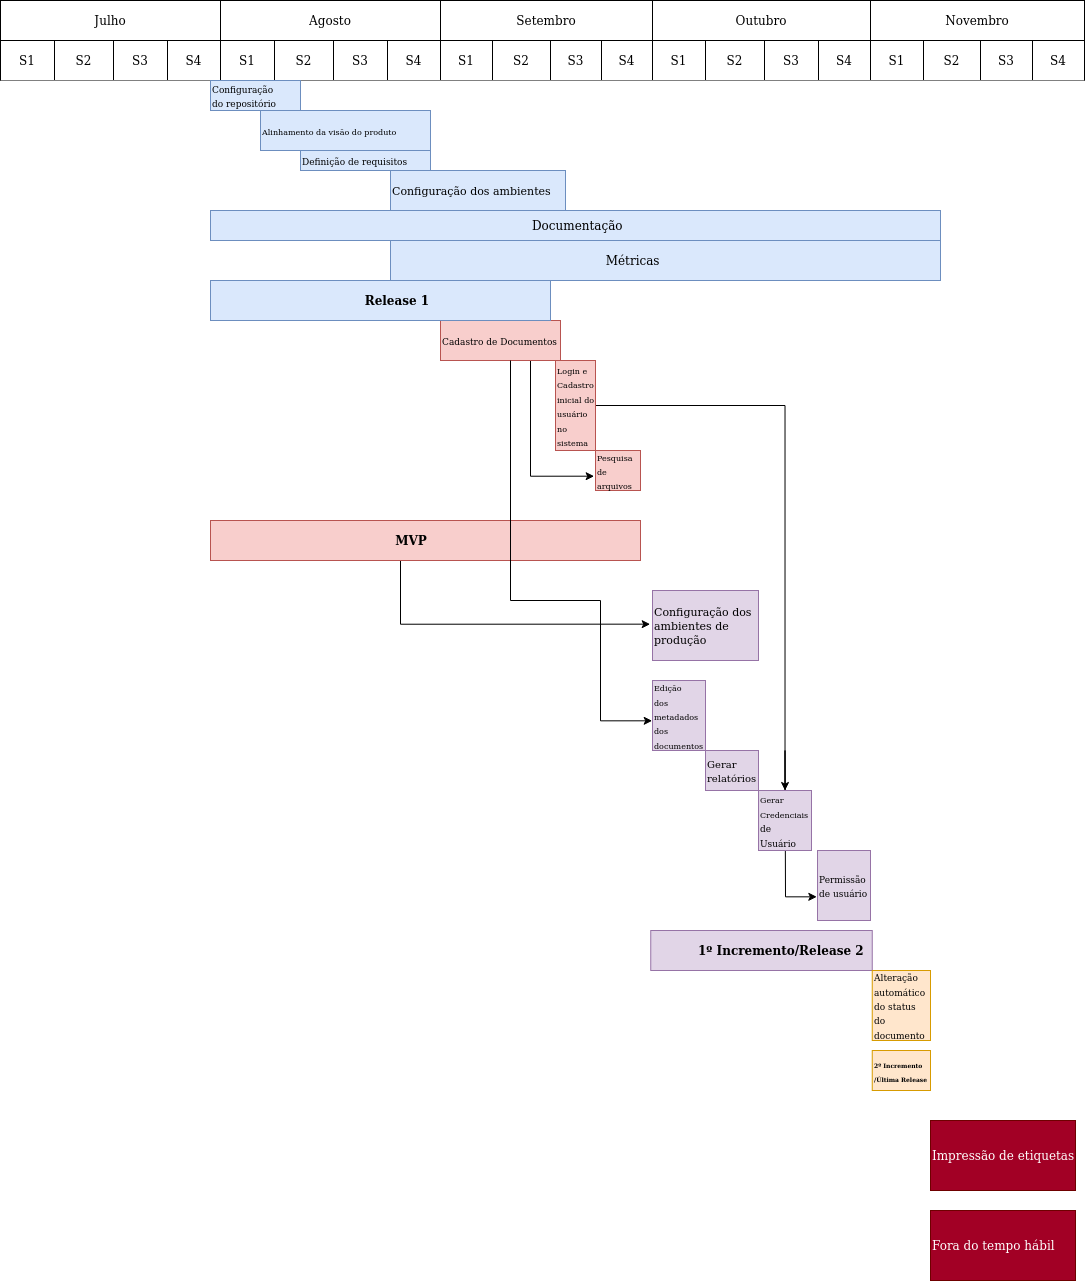 Julho Agosto Setembro Outubro Novembro
S1 S2 S3 S4 S1 S2 S3 S4 S1 S2 S3 S4 S1 S2 S3 S4 S1 S2 S3 S4
Configuração
do repositório
Alinhamento da visão do produto
Definição de requisitos
Configuração dos ambientes
Documentação
Métricas
Release 1
Cadastro de Documentos
Login e
Cadastro
inicial do
usuário
no
sistema
Pesquisa
de
arquivos
MVP
Configuração dos
ambientes de
produção
Edição
dos
metadados
dos
documentos
Gerar
relatórios
Gerar
Credenciais
de
Usuário
Permissão
de usuário
1º Incremento/Release 2
Alteração
automático
do status
do
documento
2º Incremento
/Última Release
Impressão de etiquetas
Fora do tempo hábil